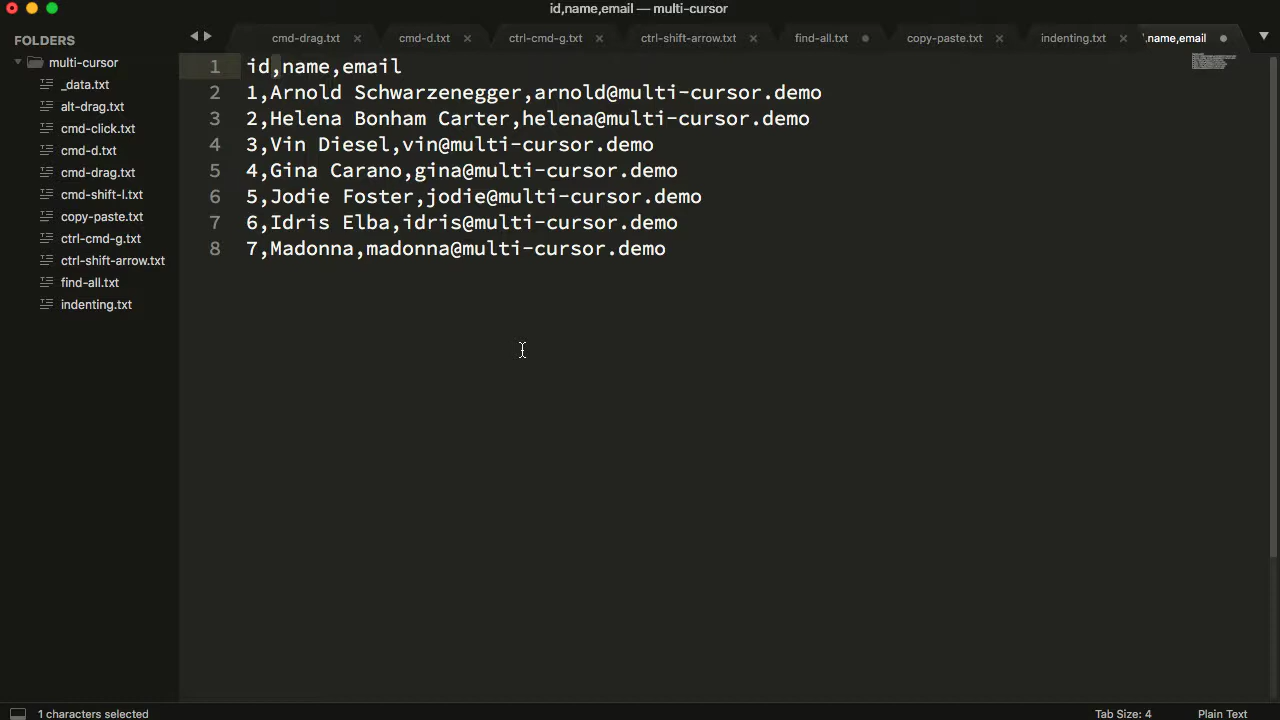 id,name,email — multi-cursor
FOLDERS
multi-cursor
_data.txt
alt-drag.txt
cmd-click.txt
cmd-d.txt
cmd-drag.txt
cmd-shift-l.txt
copy-paste.txt
ctrl-cmd-g.txt
ctrl-shift-arrow.txt
find-all.txt
indenting.txt
cmd-drag.txt cmd-d.txt ctrl-cmd-g.txt ctrl-shift-arrow.txt find-all.txt copy-paste.txt indenting.txt ,name,email
1 id,name,email
2 1,Arnold Schwarzenegger,arnold@multi-cursor.demo
3 2,Helena Bonham Carter,helena@multi-cursor.demo
4 3,Vin Diesel,vin@multi-cursor.demo
5 4,Gina Carano,gina@multi-cursor.demo
6 5,Jodie Foster,jodie@multi-cursor.demo
7 6,Idris Elba,idris@multi-cursor.demo
8 7,Madonna,madonna@multi-cursor.demo
1 characters selected
Tab Size: 4 Plain Text